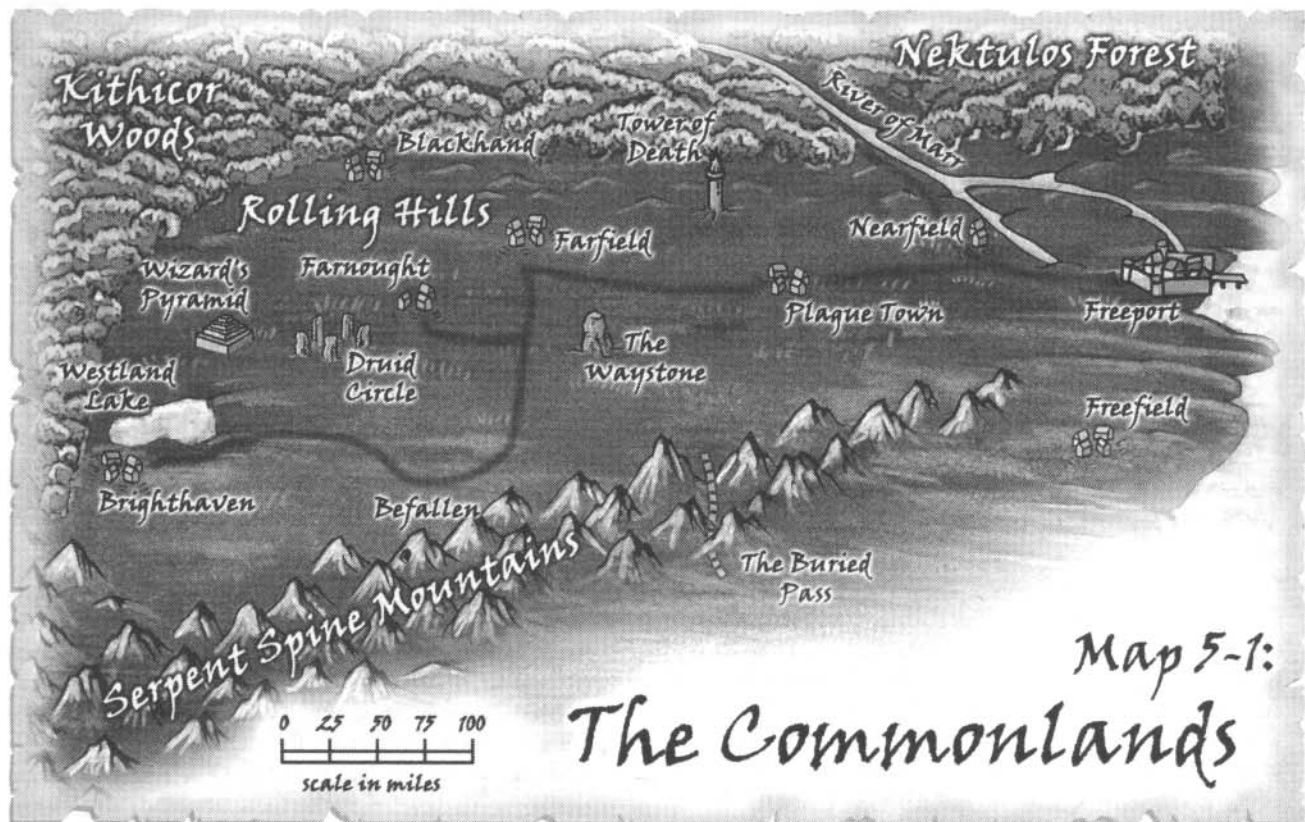 Kithicor
Woods
Nektulos Forest
River of Marr
Blackhand
Tower of
Death
Rolling Hills
Farfield
Nearfield
Wizard's
Pyramid
Farnought
Plague Town
Freeport
Westland
Lake
Druid
Circle
The
Waystone
Freefield
Brighthaven
Befallen
The Buried
Pass
Serpent Spine Mountains
Map 5-1:
The Commonlands
0 25 50 75 100
scale in miles